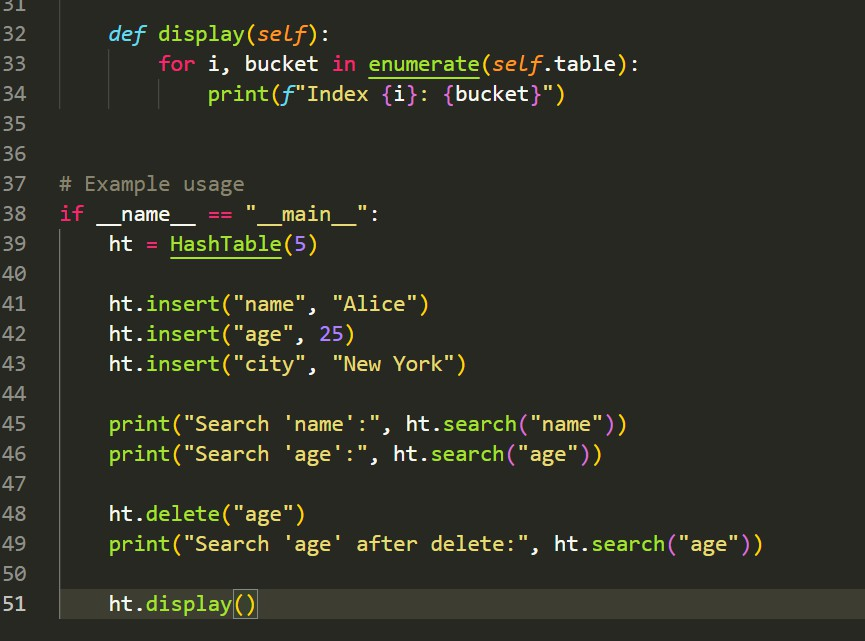 31
32     def display(self):
33         for i, bucket in enumerate(self.table):
34             print(f"Index {i}: {bucket}")
35
36
37 # Example usage
38 if __name__ == "__main__":
39     ht = HashTable(5)
40
41     ht.insert("name", "Alice")
42     ht.insert("age", 25)
43     ht.insert("city", "New York")
44
45     print("Search 'name':", ht.search("name"))
46     print("Search 'age':", ht.search("age"))
47
48     ht.delete("age")
49     print("Search 'age' after delete:", ht.search("age"))
50
51     ht.display()